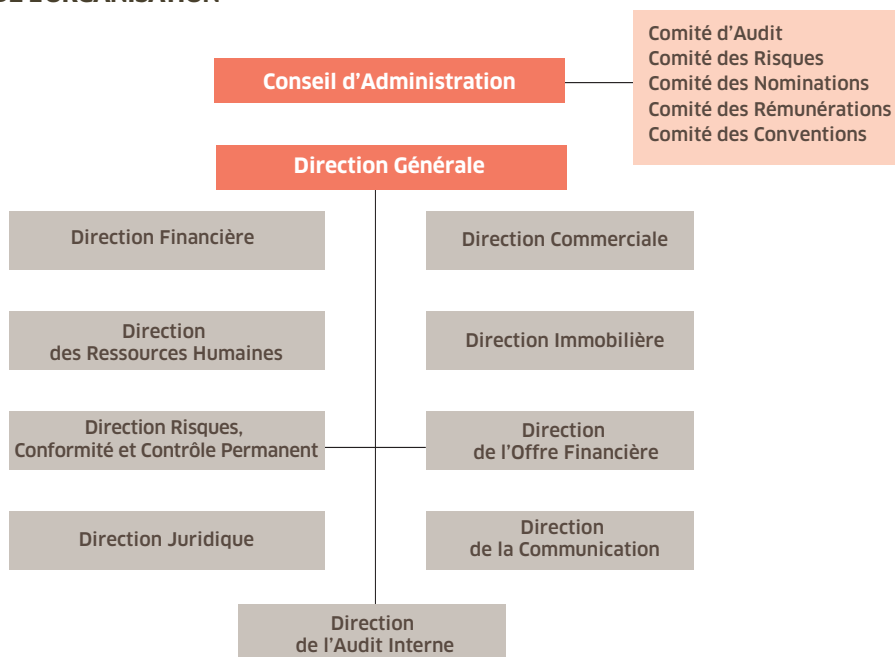 Conseil d'Administration
Comité d'Audit
Comité des Risques
Comité des Nominations
Comité des Rémunérations
Comité des Conventions
Direction Générale
Direction Financière
Direction Commerciale
Direction
des Ressources Humaines
Direction Immobilière
Direction Risques,
Conformité et Contrôle Permanent
Direction
de l'Offre Financière
Direction Juridique
Direction
de la Communication
Direction
de l'Audit Interne